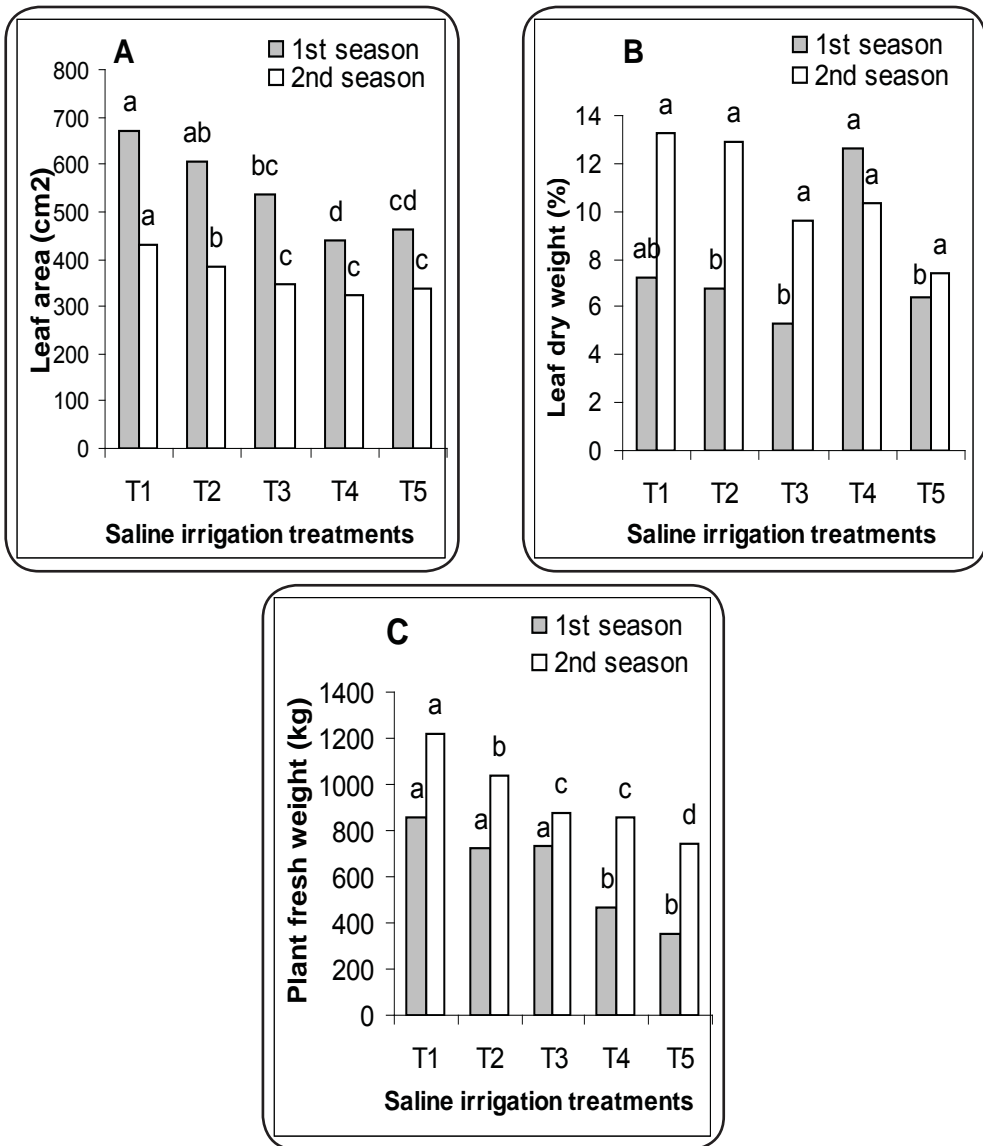 A
1st season
2nd season
Leaf area (cm2)
800
700
600
500
400
300
200
100
0
a
ab
bc
d
cd
a
b
c
c
c
T1 T2 T3 T4 T5
Saline irrigation treatments
B
1st season
2nd season
Leaf dry weight (%)
14
12
10
8
6
4
2
0
a
a
a
a
a
ab
b
b
b
a
T1 T2 T3 T4 T5
Saline irrigation treatments
C
1st season
2nd season
Plant fresh weight (kg)
1400
1200
1000
800
600
400
200
0
a
b
c
c
d
a
a
a
b
b
T1 T2 T3 T4 T5
Saline irrigation treatments